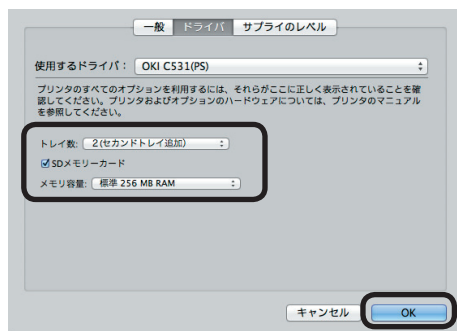 一般 ドライバ サプライのレベル
使用するドライバ： OKI C531(PS)
プリンタのすべてのオプションを利用するには、それらがここに正しく表示されていることを確
認してください。プリンタおよびオプションのハードウェアについては、プリンタのマニュアル
を参照してください。
トレイ数: 2(セカンドトレイ追加)
SDメモリーカード
メモリ容量: 標準 256 MB RAM
キャンセル OK